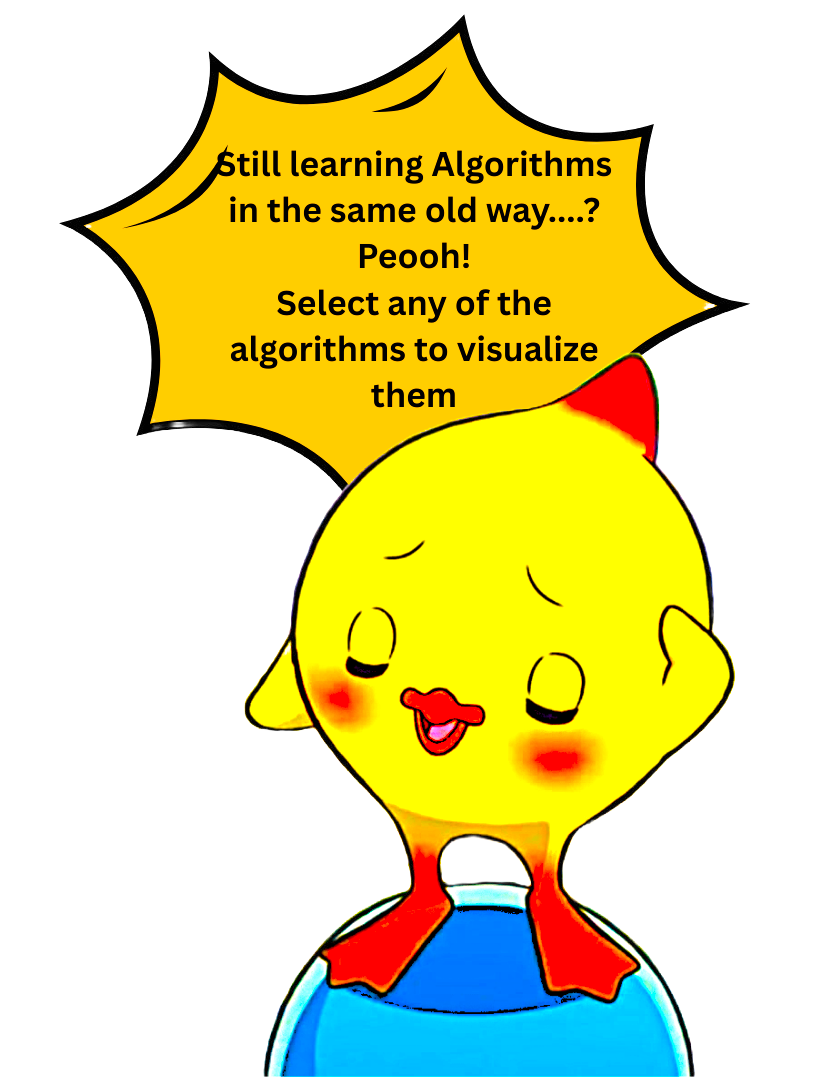 Still learning Algorithms
in the same old way....?
Peooh!
Select any of the
algorithms to visualize
them